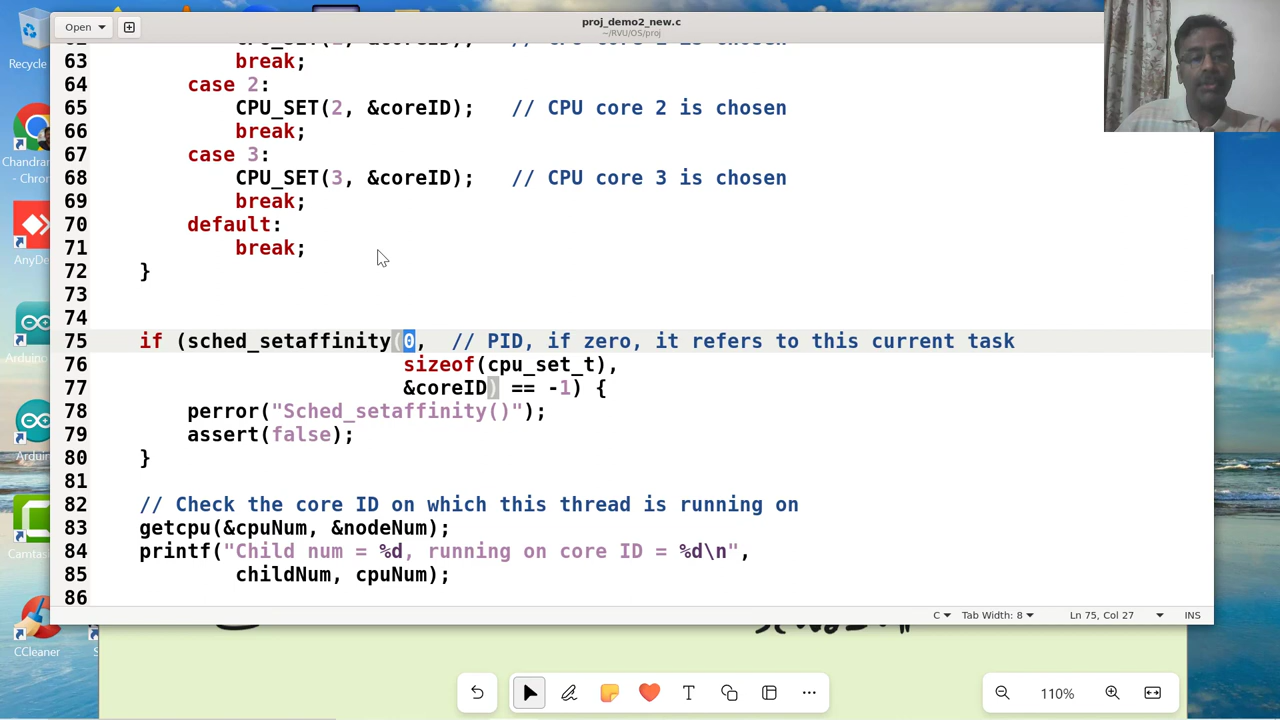 Open
proj_demo2_new.c
~/RVU/OS/proj
63 break;
64 case 2:
65 CPU_SET(2, &coreID); // CPU core 2 is chosen
66 break;
67 case 3:
68 CPU_SET(3, &coreID); // CPU core 3 is chosen
69 break;
70 default:
71 break;
72 }
73
74
75 if (sched_setaffinity(0, // PID, if zero, it refers to this current task
76 sizeof(cpu_set_t),
77 &coreID) == -1) {
78 perror("Sched_setaffinity()");
79 assert(false);
80 }
81
82 // Check the core ID on which this thread is running on
83 getcpu(&cpuNum, &nodeNum);
84 printf("Child num = %d, running on core ID = %d\n",
85 childNum, cpuNum);
86
C Tab Width: 8 Ln 75, Col 27 INS
Recycle
Chandra
- Chrom
AnyDe
Arduino
Arduin
Camtas
CCleaner
T 110%